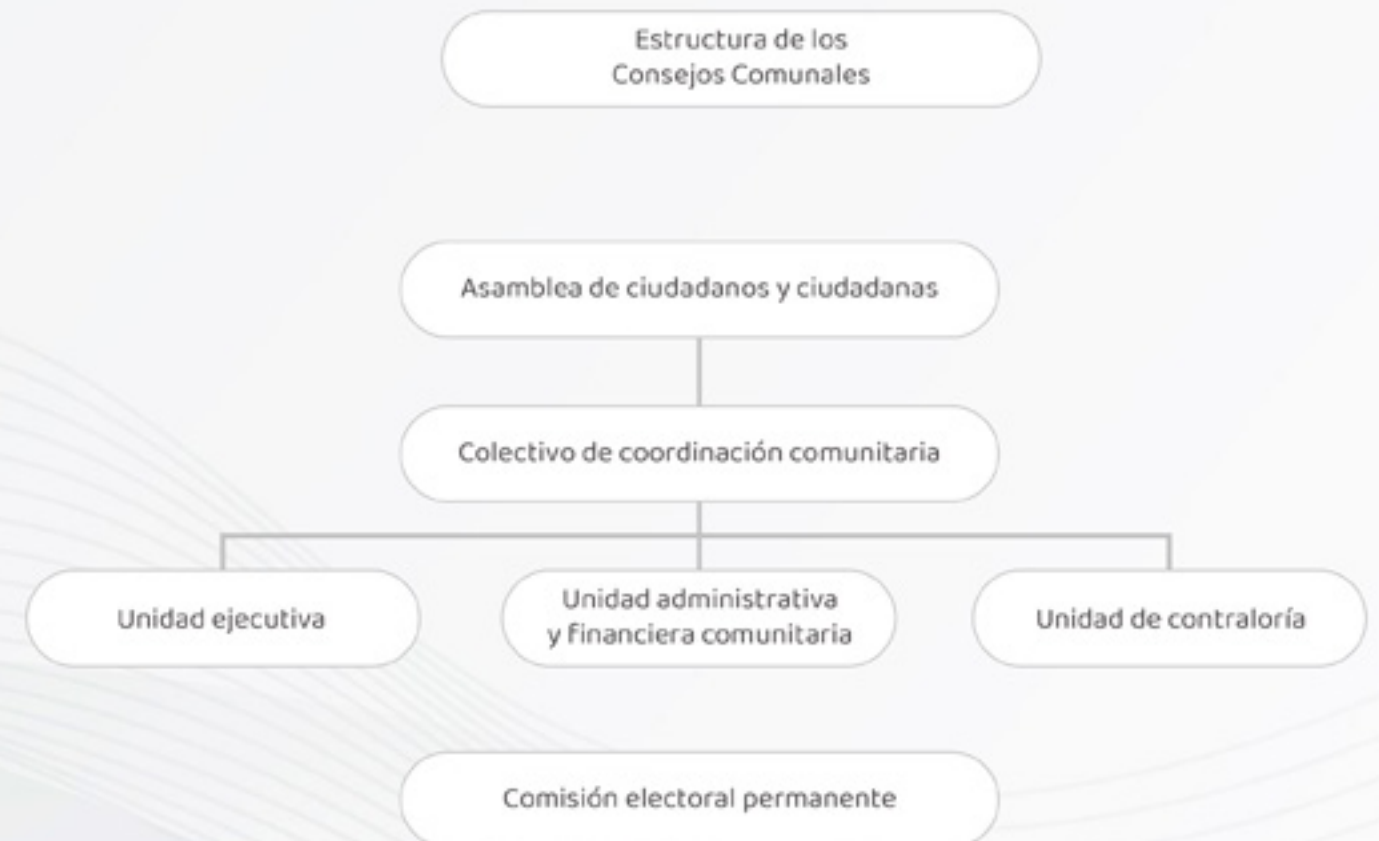 Estructura de los
Consejos Comunales
Asamblea de ciudadanos y ciudadanas
Colectivo de coordinación comunitaria
Unidad ejecutiva
Unidad administrativa
y financiera comunitaria
Unidad de contraloría
Comisión electoral permanente